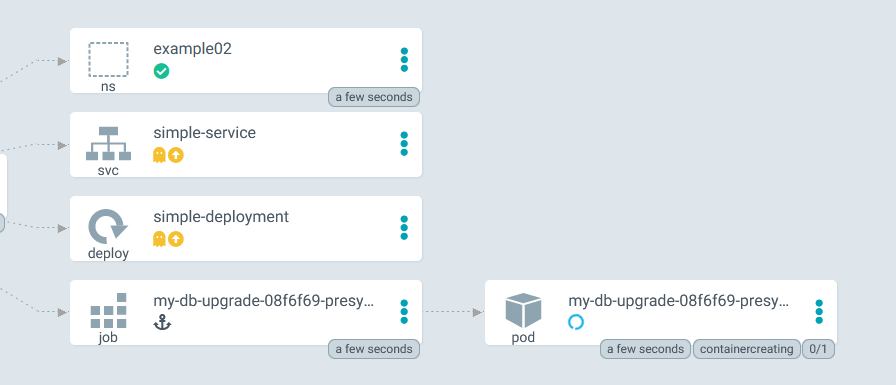 example02
ns
a few seconds
simple-service
svc
simple-deployment
deploy
my-db-upgrade-08f6f69-presy...
job
a few seconds
my-db-upgrade-08f6f69-presy...
pod
a few seconds
containercreating
0/1